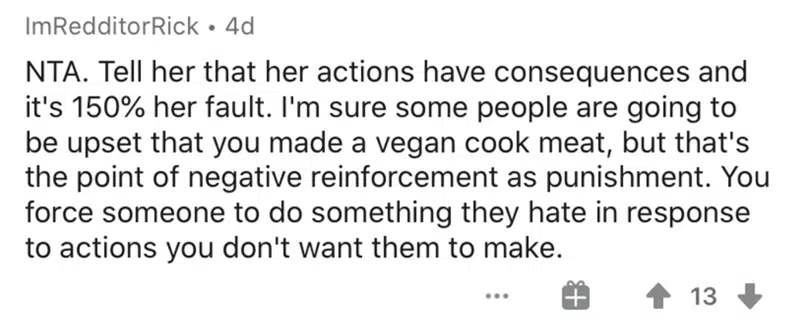 ImRedditorRick • 4d
NTA. Tell her that her actions have consequences and
it's 150% her fault. I'm sure some people are going to
be upset that you made a vegan cook meat, but that's
the point of negative reinforcement as punishment. You
force someone to do something they hate in response
to actions you don't want them to make.
13